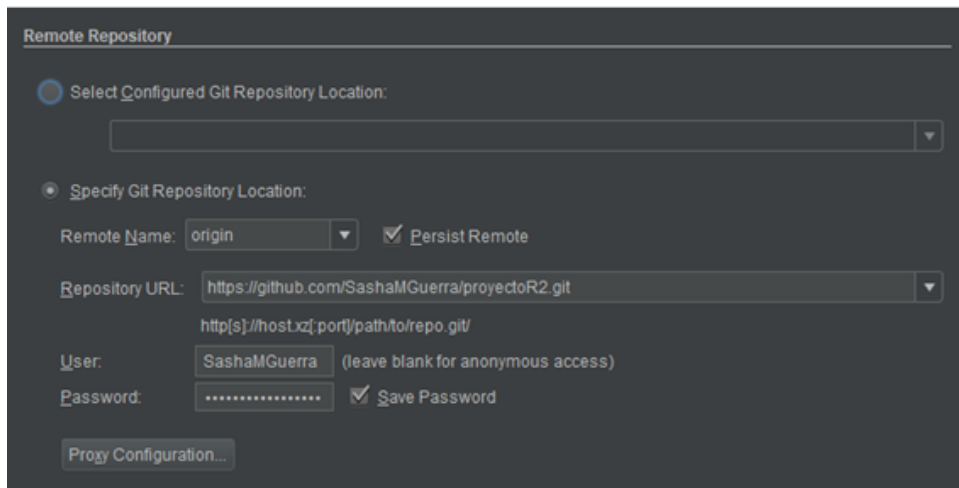 Remote Repository
Select Configured Git Repository Location:
Specify Git Repository Location:
Remote Name: origin Persist Remote
Repository URL: https://github.com/SashaMGuerra/proyectoR2.git
http[s]://host.xz[:port]/path/to/repo.git/
User: SashaMGuerra (leave blank for anonymous access)
Password: ••••••••••••••••• Save Password
Proxy Configuration...